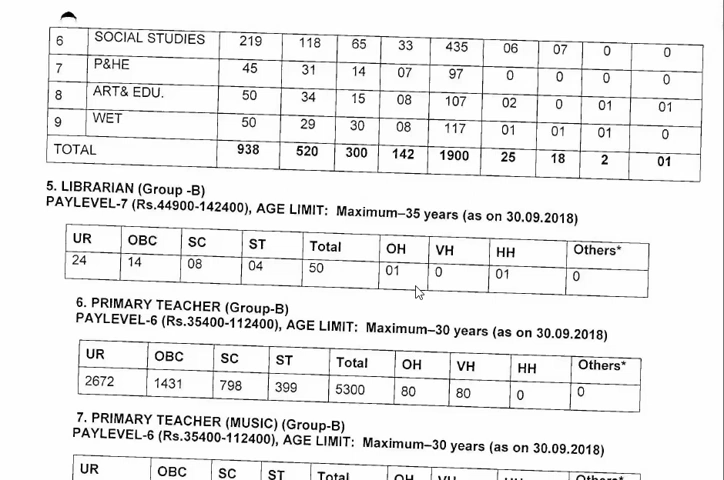 6 SOCIAL STUDIES 219 118 65 33 435 06 07 0 0
7 P&HE 45 31 14 07 97 0 0 0 0
8 ART& EDU. 50 34 15 08 107 02 0 01 01
9 WET 50 29 30 08 117 01 01 01 0
TOTAL 938 520 300 142 1900 25 18 2 01
5. LIBRARIAN (Group -B)
PAYLEVEL-7 (Rs.44900-142400), AGE LIMIT: Maximum–35 years (as on 30.09.2018)
UR OBC SC ST Total OH VH HH Others*
24 14 08 04 50 01 0 01 0
6. PRIMARY TEACHER (Group-B)
PAYLEVEL-6 (Rs.35400-112400), AGE LIMIT: Maximum–30 years (as on 30.09.2018)
UR OBC SC ST Total OH VH HH Others*
2672 1431 798 399 5300 80 80 0 0
7. PRIMARY TEACHER (MUSIC) (Group-B)
PAYLEVEL-6 (Rs.35400-112400), AGE LIMIT: Maximum–30 years (as on 30.09.2018)
UR OBC SC ST Total OH VH HH Others*